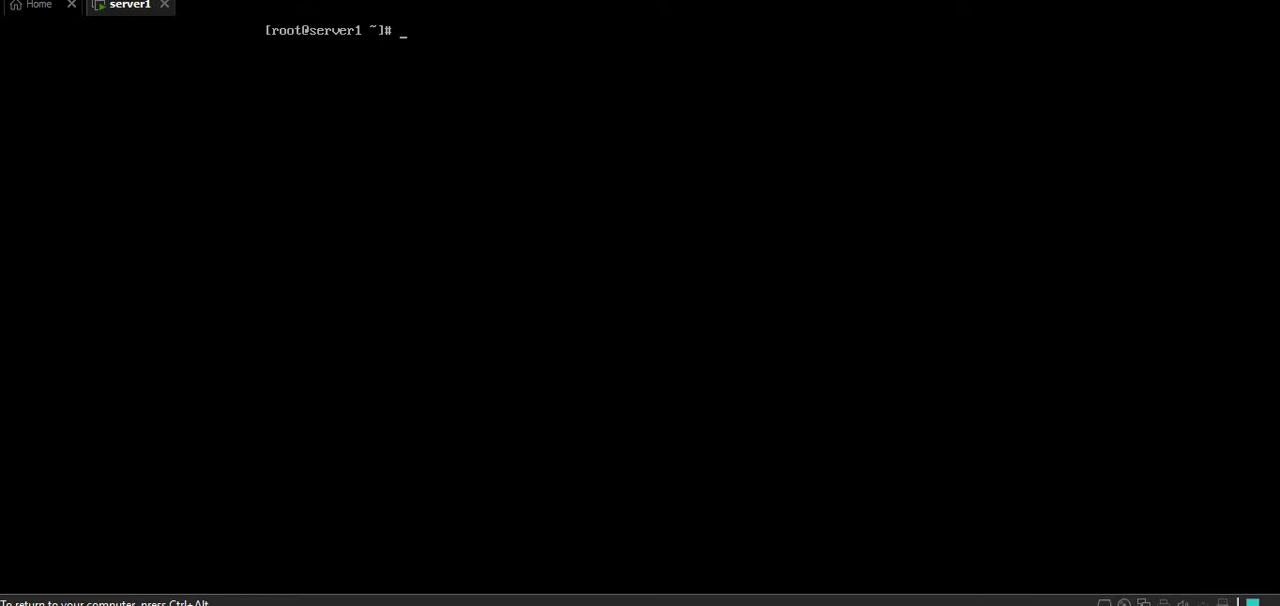 Home
server1
[root@server1 ~]# _
To return to your computer, press Ctrl+Alt.